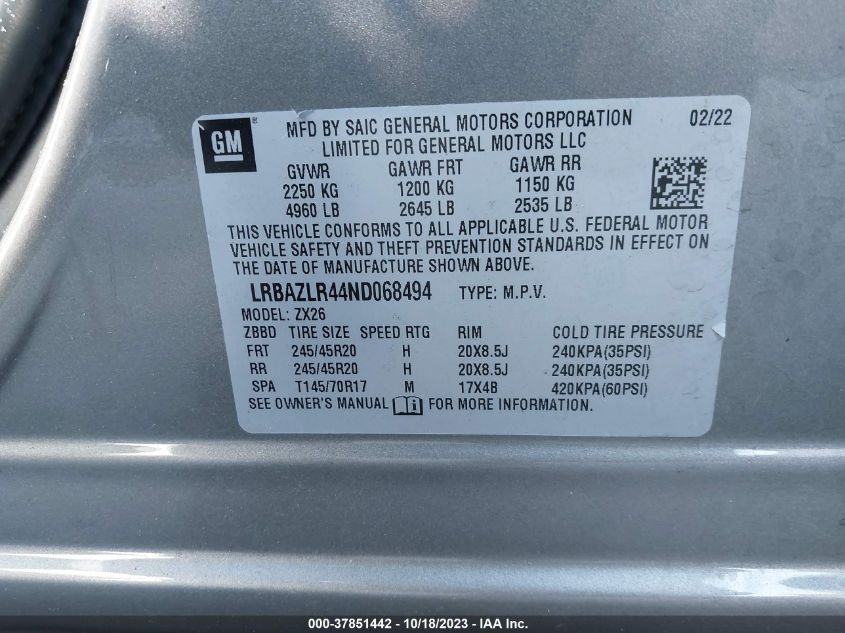 GM ® MFD BY SAIC GENERAL MOTORS CORPORATION 02/22
LIMITED FOR GENERAL MOTORS LLC
GVWR GAWR FRT GAWR RR
2250 KG 1200 KG 1150 KG
4960 LB 2645 LB 2535 LB
THIS VEHICLE CONFORMS TO ALL APPLICABLE U.S. FEDERAL MOTOR
VEHICLE SAFETY AND THEFT PREVENTION STANDARDS IN EFFECT ON
THE DATE OF MANUFACTURE SHOWN ABOVE.
LRBAZLR44ND068494 TYPE: M.P.V.
MODEL: ZX26
ZBBD TIRE SIZE SPEED RTG RIM COLD TIRE PRESSURE
FRT 245/45R20 H 20X8.5J 240KPA(35PSI)
RR 245/45R20 H 20X8.5J 240KPA(35PSI)
SPA T145/70R17 M 17X4B 420KPA(60PSI)
SEE OWNER'S MANUAL i FOR MORE INFORMATION.
000-37851442 - 10/18/2023 - IAA Inc.